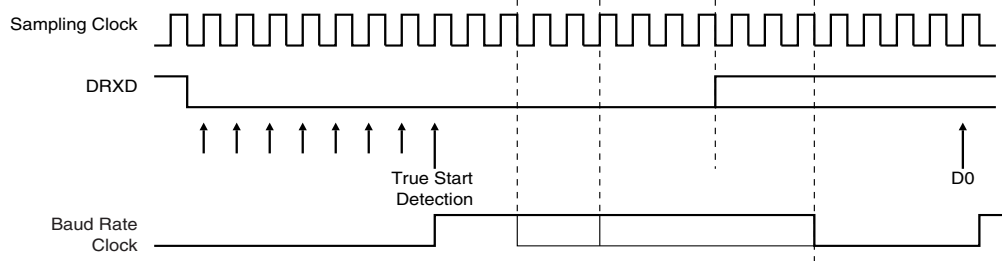 Sampling Clock
DRXD
True Start
Detection
D0
Baud Rate
Clock